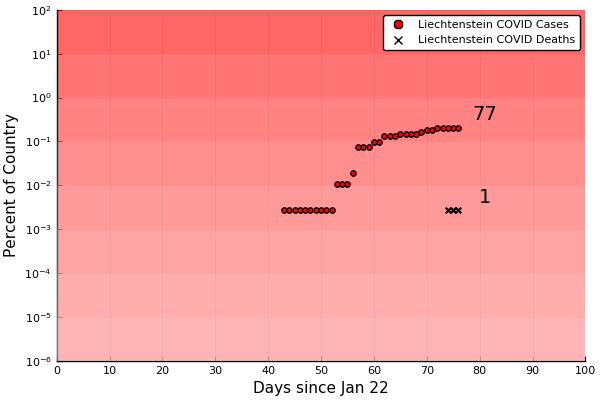 Liechtenstein COVID Cases
Liechtenstein COVID Deaths
Percent of Country
10²
10¹
10⁰
10⁻¹
10⁻²
10⁻³
10⁻⁴
10⁻⁵
10⁻⁶
77
1
0 10 20 30 40 50 60 70 80 90 100
Days since Jan 22